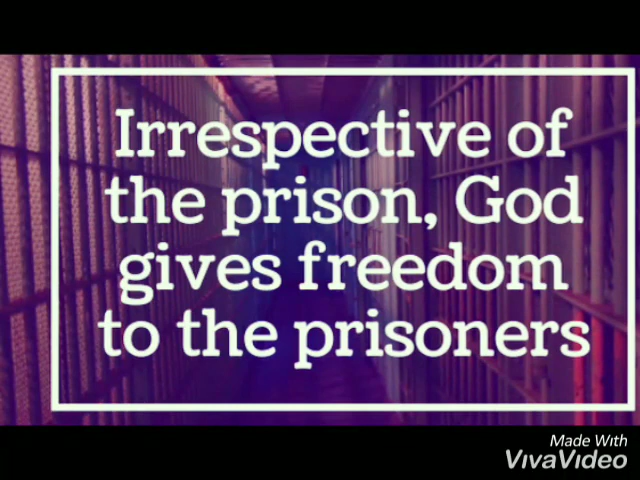 Irrespective of
the prison, God
gives freedom
to the prisoners
Made With
VivaVideo